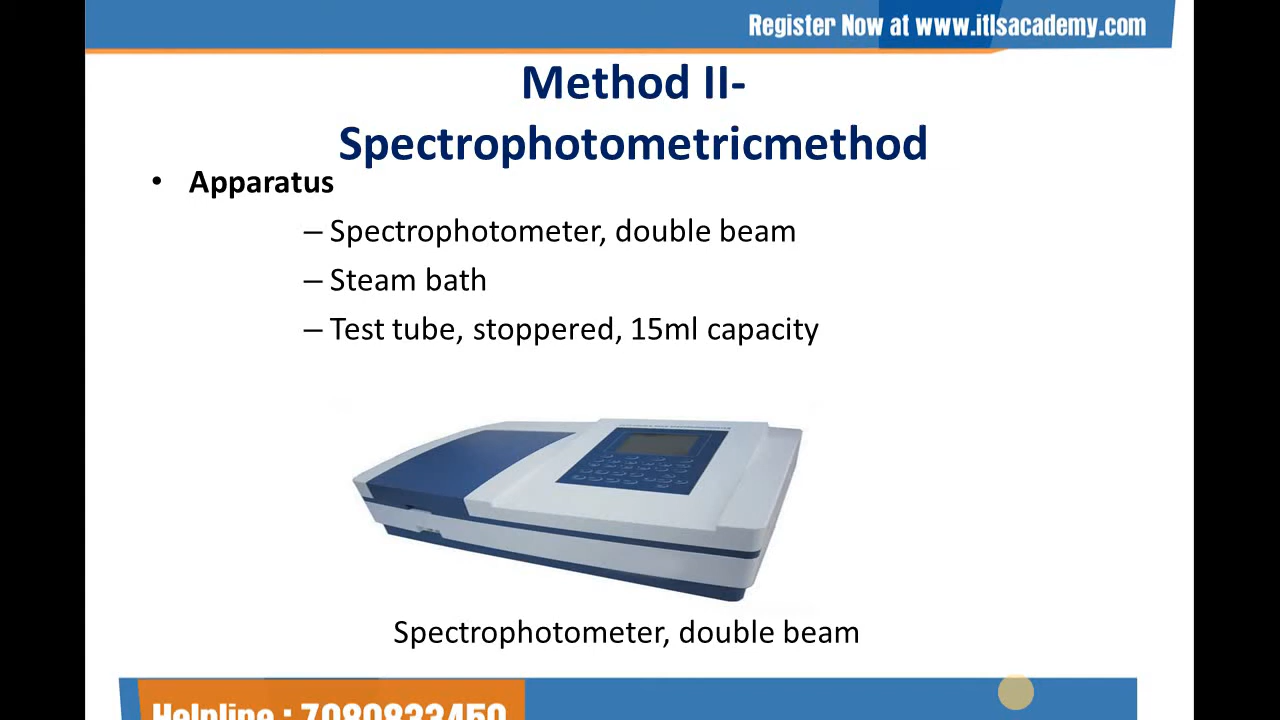 Register Now at www.itlsacademy.com
Method II-
Spectrophotometricmethod
• Apparatus
– Spectrophotometer, double beam
– Steam bath
– Test tube, stoppered, 15ml capacity
Spectrophotometer, double beam
Helpline : 7080833450